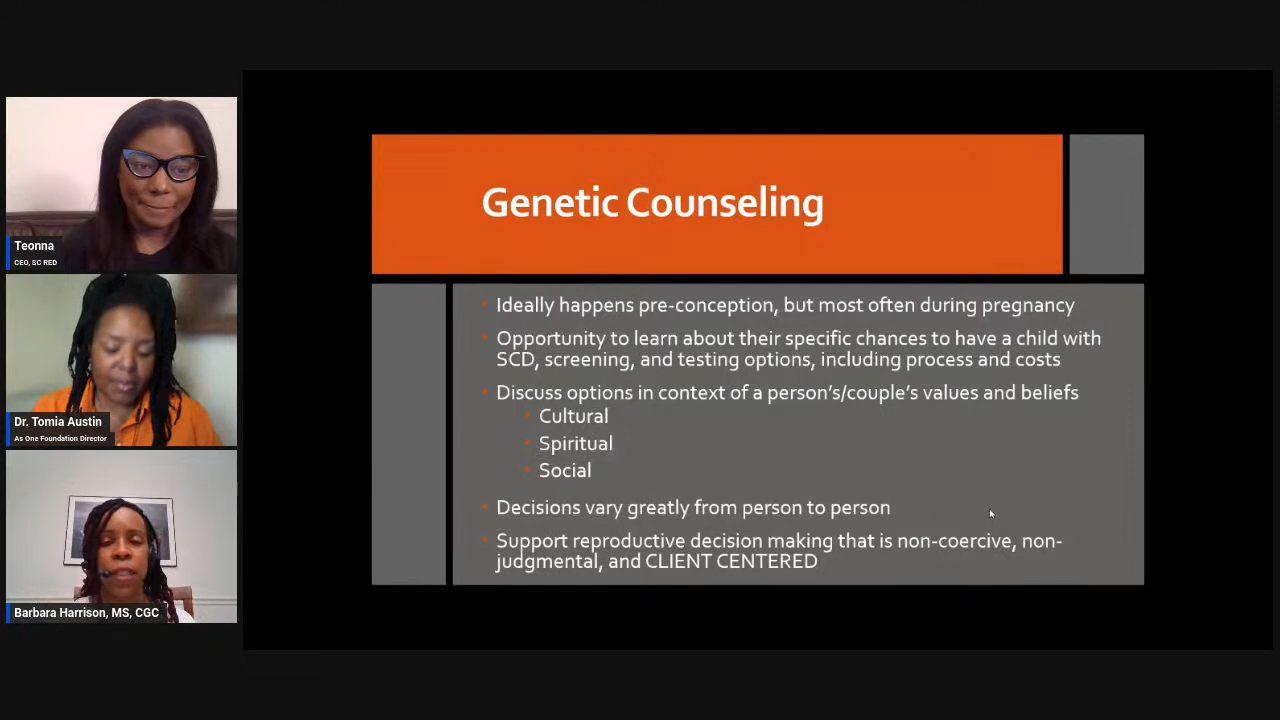 Teonna
CEO, SC RED
Dr. Tomia Austin
As One Foundation Director
Barbara Harrison, MS, CGC
Genetic Counseling
Ideally happens pre-conception, but most often during pregnancy
Opportunity to learn about their specific chances to have a child with
SCD, screening, and testing options, including process and costs
Discuss options in context of a person's/couple's values and beliefs
Cultural
Spiritual
Social
Decisions vary greatly from person to person
Support reproductive decision making that is non-coercive, non-
judgmental, and CLIENT CENTERED